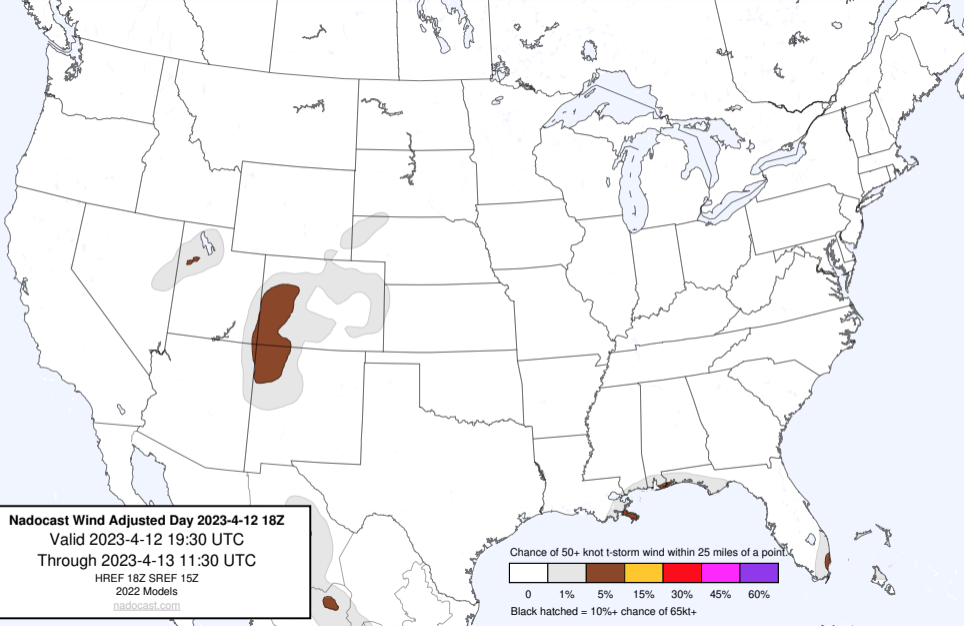 Nadocast Wind Adjusted Day 2023-4-12 18Z
Valid 2023-4-12 19:30 UTC
Through 2023-4-13 11:30 UTC
HREF 18Z SREF 15Z
2022 Models
nadocast.com
Chance of 50+ knot t-storm wind within 25 miles of a point.
0 1% 5% 15% 30% 45% 60%
Black hatched = 10%+ chance of 65kt+